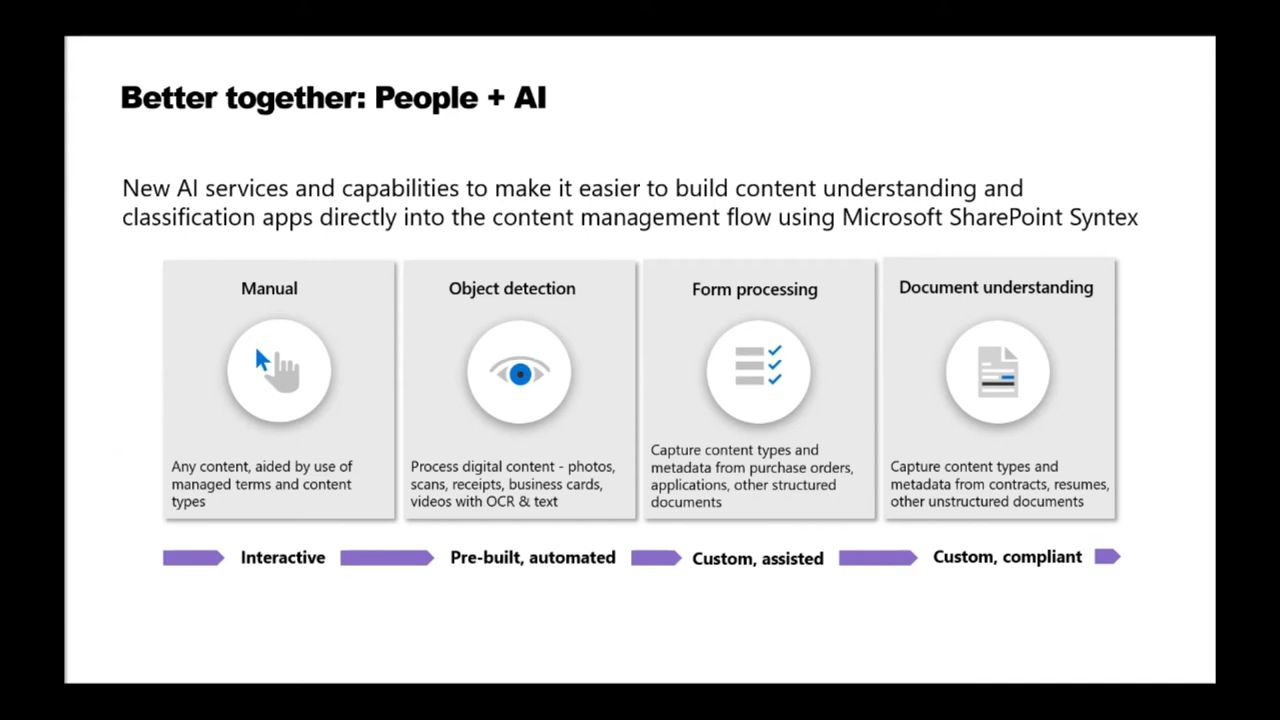 Better together: People + AI
New AI services and capabilities to make it easier to build content understanding and
classification apps directly into the content management flow using Microsoft SharePoint Syntex
Manual
Any content, aided by use of
managed terms and content
types
Object detection
Process digital content - photos,
scans, receipts, business cards,
videos with OCR & text
Form processing
Capture content types and
metadata from purchase orders,
applications, other structured
documents
Document understanding
Capture content types and
metadata from contracts, resumes,
other unstructured documents
Interactive
Pre-built, automated
Custom, assisted
Custom, compliant